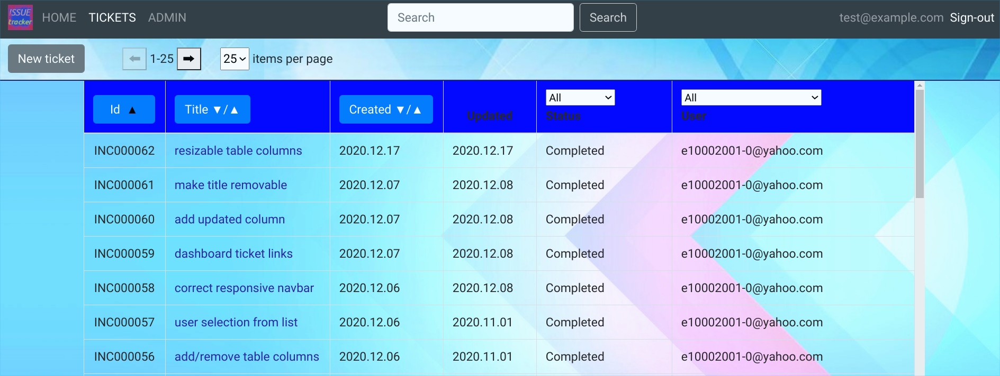 ISSUE
tracker
HOME TICKETS ADMIN Search Search test@example.com Sign-out
New ticket 1-25 25 items per page
Id ▲ Title ▼/▲ Created ▼/▲ Updated All Status All User
INC000062 resizable table columns 2020.12.17 2020.12.17 Completed e10002001-0@yahoo.com
INC000061 make title removable 2020.12.07 2020.12.08 Completed e10002001-0@yahoo.com
INC000060 add updated column 2020.12.07 2020.12.08 Completed e10002001-0@yahoo.com
INC000059 dashboard ticket links 2020.12.07 2020.12.08 Completed e10002001-0@yahoo.com
INC000058 correct responsive navbar 2020.12.06 2020.12.08 Completed e10002001-0@yahoo.com
INC000057 user selection from list 2020.12.06 2020.11.01 Completed e10002001-0@yahoo.com
INC000056 add/remove table columns 2020.12.06 2020.11.01 Completed e10002001-0@yahoo.com